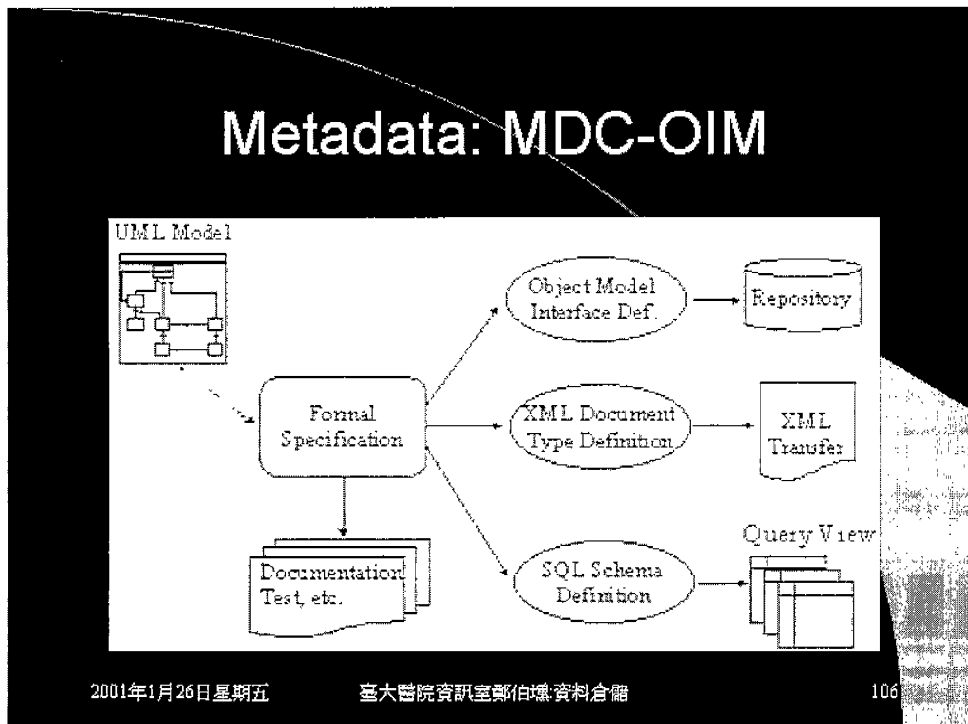 Metadata: MDC-OIM
UML Model
Object Model
Interface Def.
Repository
Formal
Specification
XML Document
Type Definition
XML
Transfer
Documentation
Test, etc.
SQL Schema
Definition
Query View
2001年1月26日星期五
臺大醫院資訊室鄭伯壎:資料倉儲
106